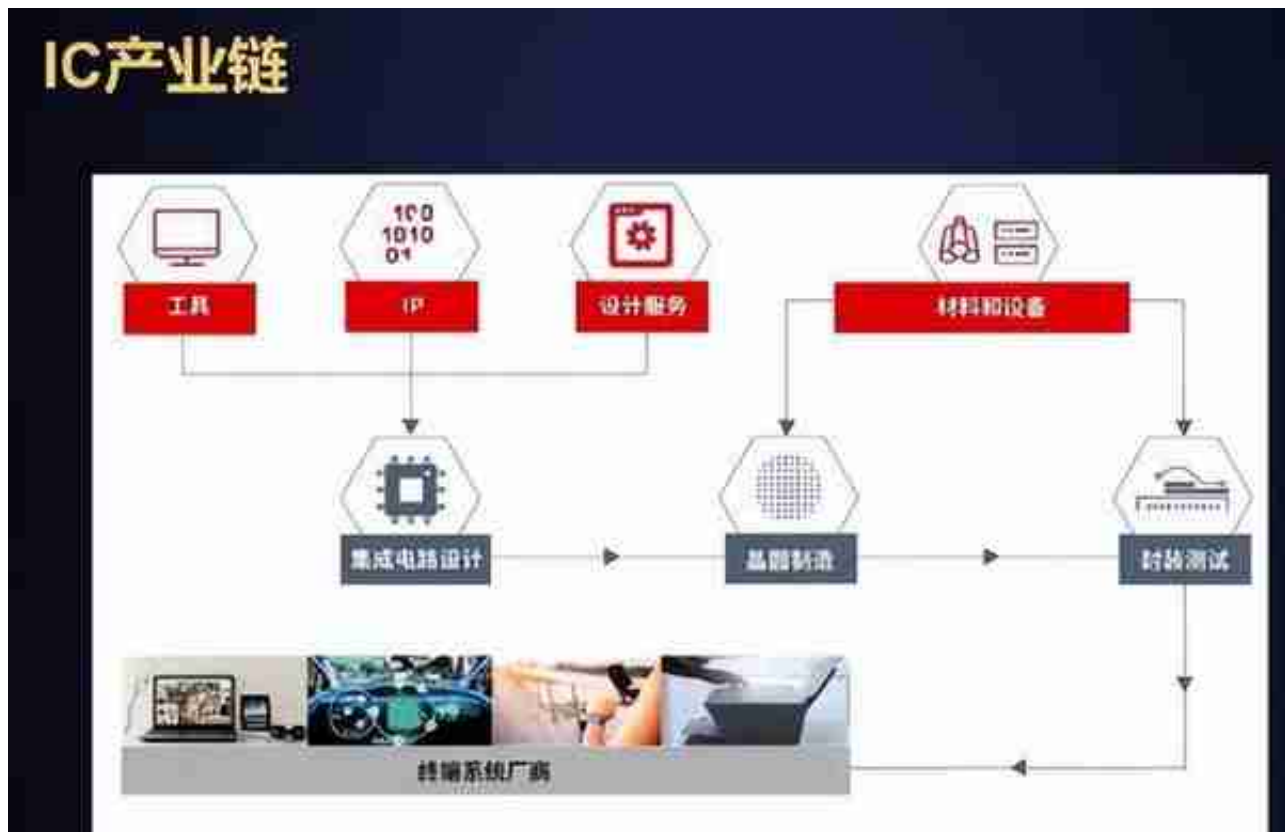 IC产业链
100
1010
01
工具
IP
设计服务
材料和设备
集成电路设计
晶圆制造
封装测试
终端系统厂商